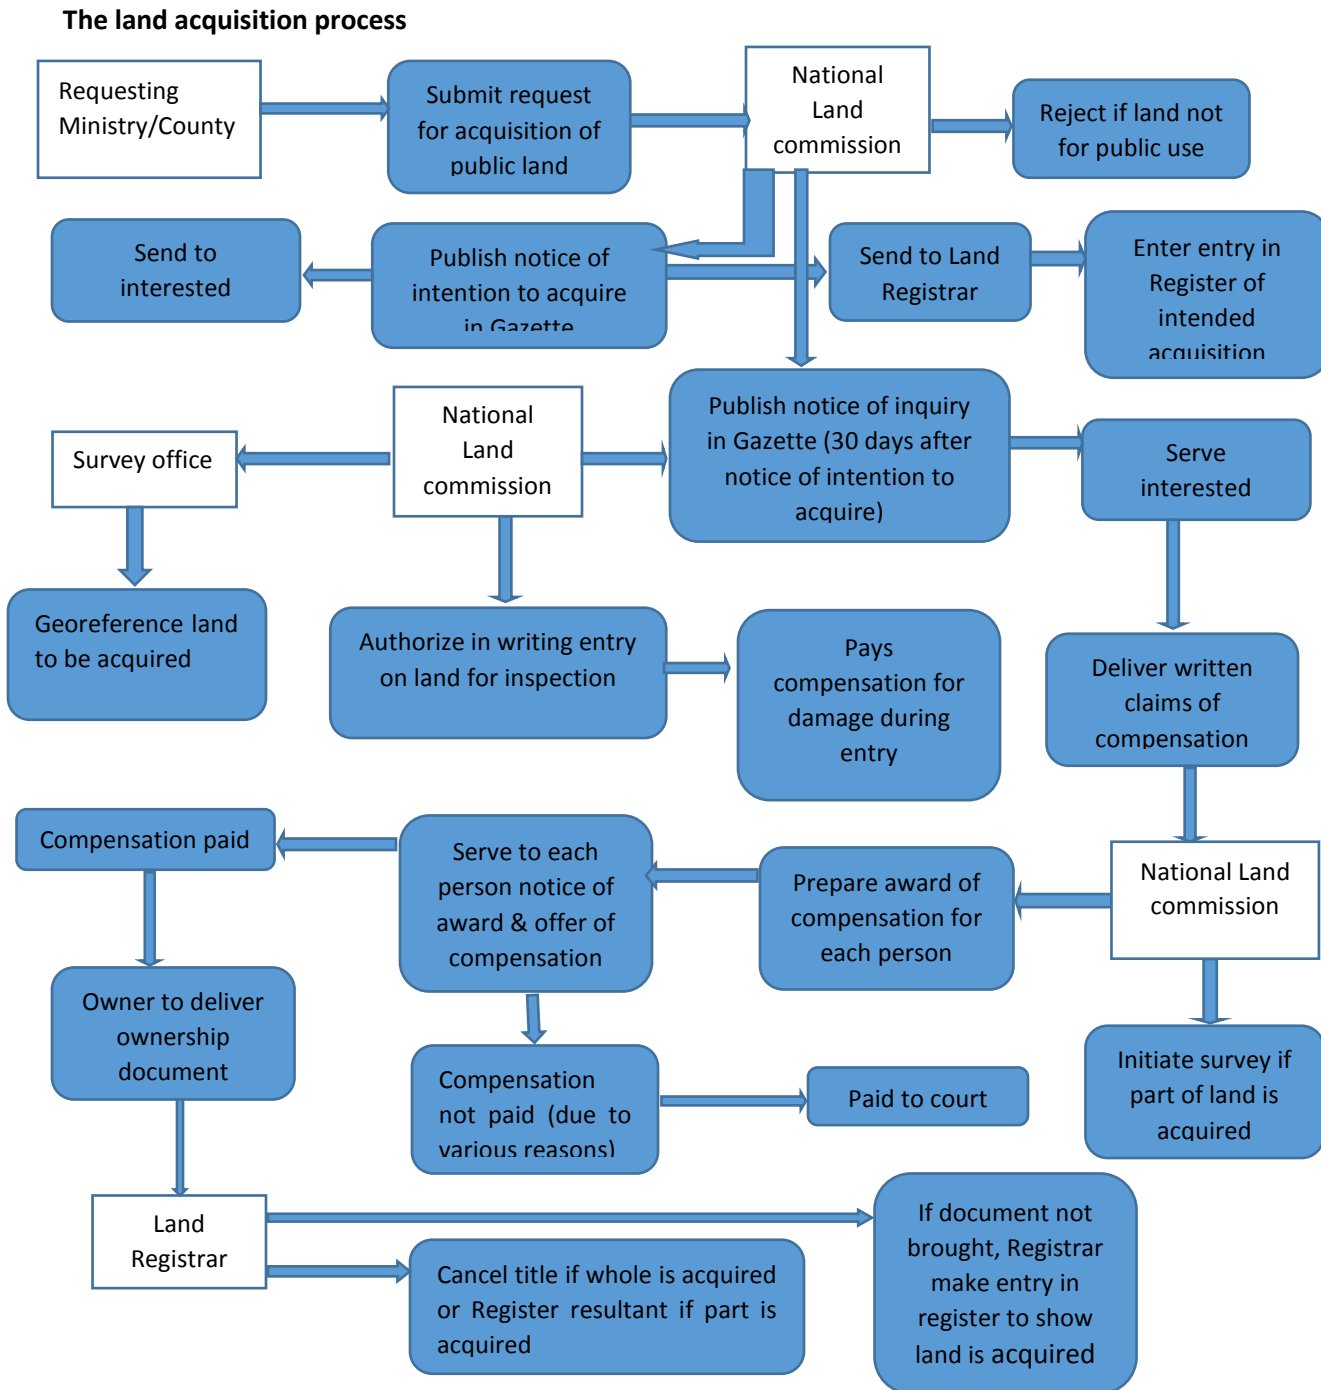 The land acquisition process
Requesting
Ministry/County
Submit request
for acquisition of
public land
National
Land
commission
Reject if land not
for public use
Send to
interested
Publish notice of
intention to acquire
in Gazette
Send to Land
Registrar
Enter entry in
Register of
intended
acquisition
Survey office
National
Land
commission
Publish notice of inquiry
in Gazette (30 days after
notice of intention to
acquire)
Serve
interested
Georeference land
to be acquired
Authorize in writing entry
on land for inspection
Pays
compensation for
damage during
entry
Deliver written
claims of
compensation
Compensation paid
Serve to each
person notice of
award & offer of
compensation
Prepare award of
compensation for
each person
National Land
commission
Owner to deliver
ownership
document
Compensation
not paid (due to
various reasons)
Paid to court
Initiate survey if
part of land is
acquired
Land
Registrar
Cancel title if whole is acquired
or Register resultant if part is
acquired
If document not
brought, Registrar
make entry in
register to show
land is acquired